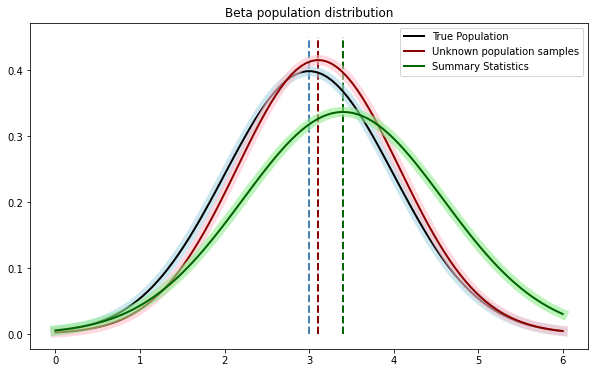 Beta population distribution
True Population
Unknown population samples
Summary Statistics
0.4
0.3
0.2
0.1
0.0
0 1 2 3 4 5 6